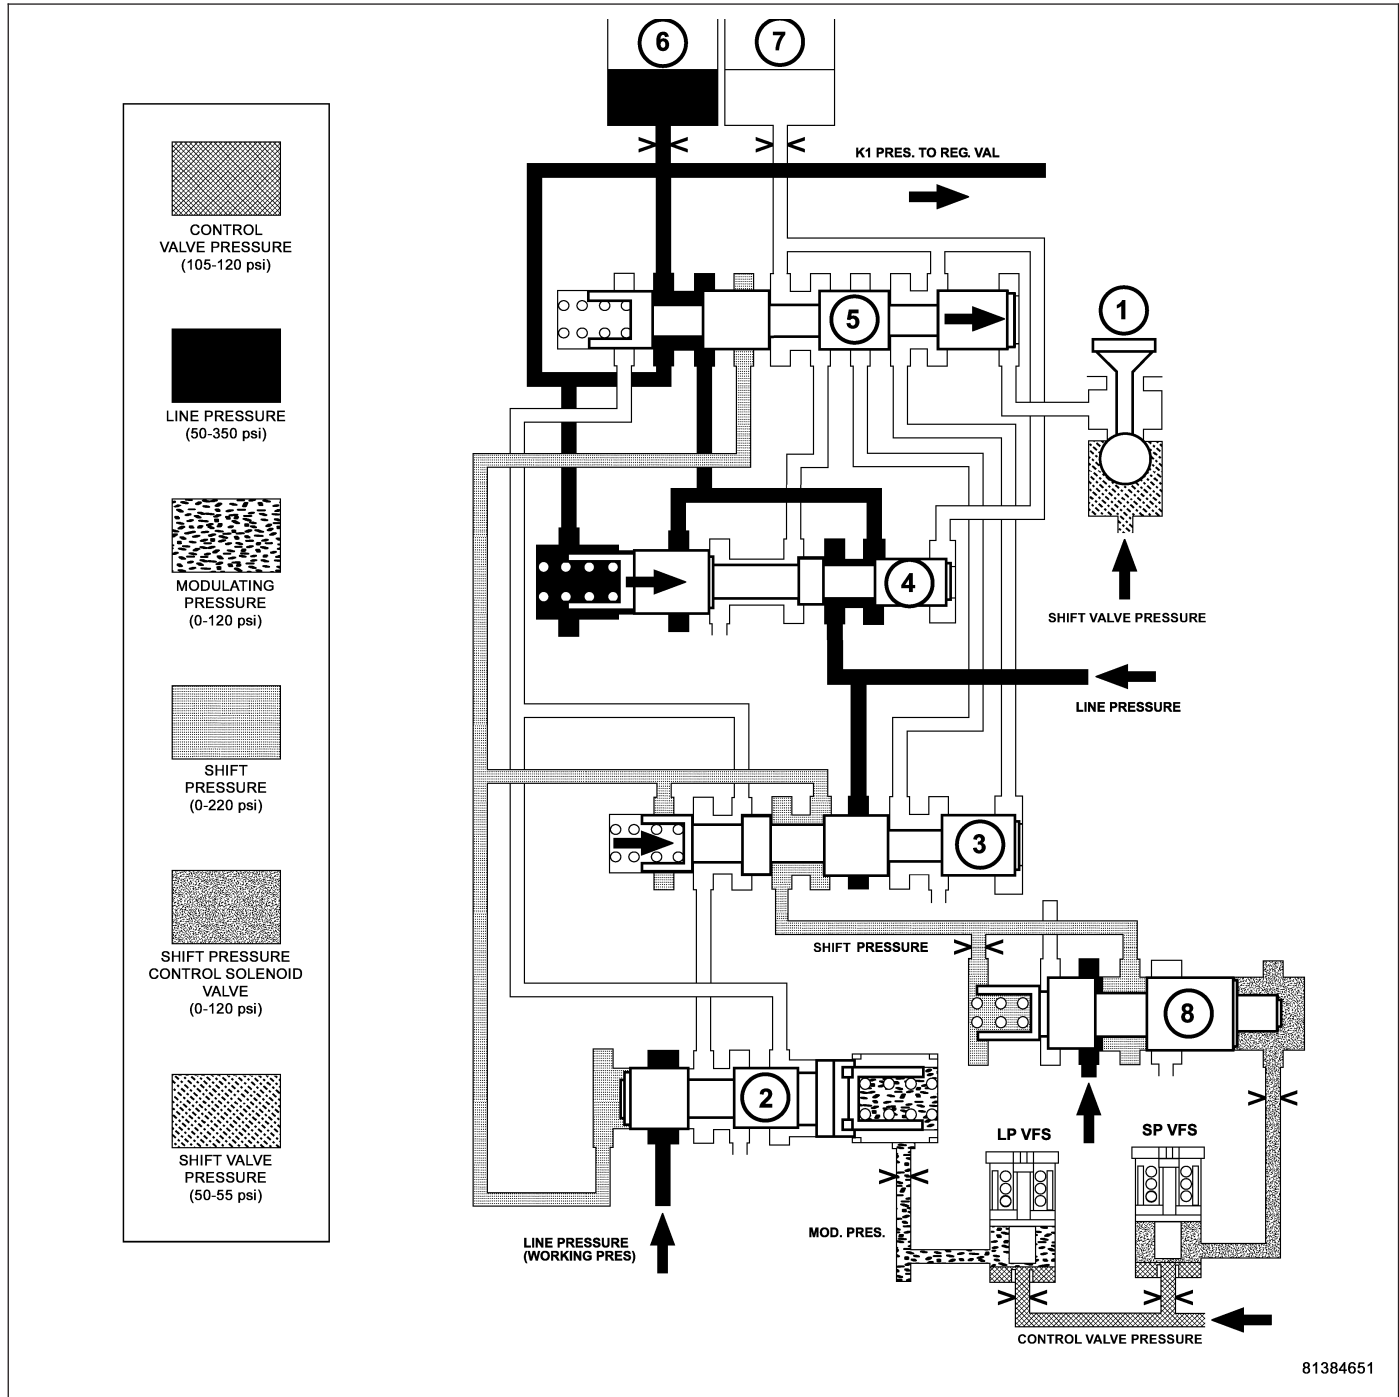 6
7
K1 PRES. TO REG. VAL
CONTROL
VALVE PRESSURE
(105-120 psi)
5
1
LINE PRESSURE
(50-350 psi)
MODULATING
PRESSURE
(0-120 psi)
4
SHIFT VALVE PRESSURE
LINE PRESSURE
SHIFT
PRESSURE
(0-220 psi)
3
SHIFT PRESSURE
SHIFT PRESSURE
CONTROL SOLENOID
VALVE
(0-120 psi)
8
2
LP VFS
SP VFS
SHIFT VALVE
PRESSURE
(50-55 psi)
MOD. PRES.
LINE PRESSURE
(WORKING PRES)
CONTROL VALVE PRESSURE
81384651